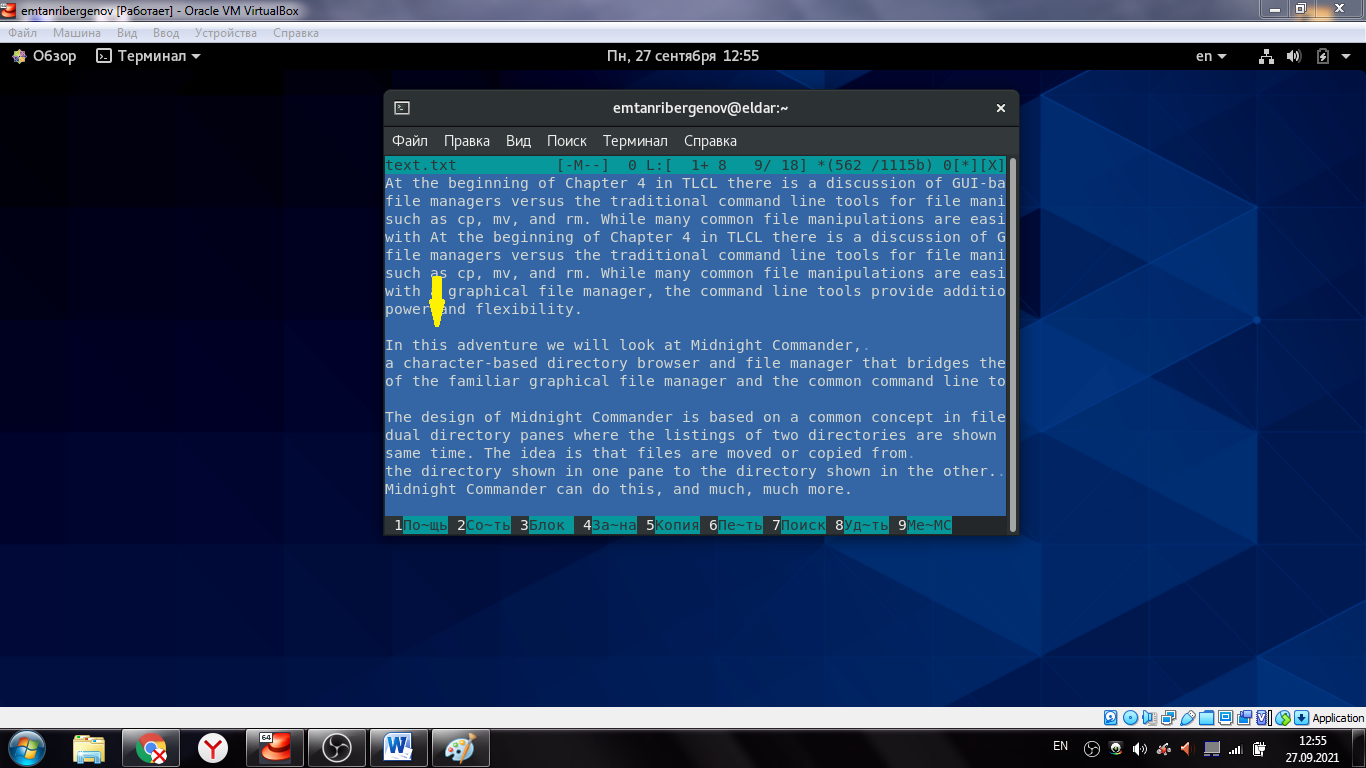 emtanribergenov [Работает] - Oracle VM VirtualBox
Файл Машина Вид Ввод Устройства Справка
Обзор Терминал Пн, 27 сентября 12:55 en
emtanribergenov@eldar:~
Файл Правка Вид Поиск Терминал Справка
text.txt [-M--] 0 L:[ 1+ 8 9/ 18] *(562 /1115b) 0[*][X]
At the beginning of Chapter 4 in TLCL there is a discussion of GUI-ba
file managers versus the traditional command line tools for file mani
such as cp, mv, and rm. While many common file manipulations are easi
with At the beginning of Chapter 4 in TLCL there is a discussion of G
file managers versus the traditional command line tools for file mani
such as cp, mv, and rm. While many common file manipulations are easi
with graphical file manager, the command line tools provide additio
power and flexibility.
In this adventure we will look at Midnight Commander,.
a character-based directory browser and file manager that bridges the
of the familiar graphical file manager and the common command line to
The design of Midnight Commander is based on a common concept in file
dual directory panes where the listings of two directories are shown
same time. The idea is that files are moved or copied from.
the directory shown in one pane to the directory shown in the other..
Midnight Commander can do this, and much, much more.
1По~щь 2Со~ть 3Блок 4За~на 5Копия 6Пе~ть 7Поиск 8Уд~ть 9Ме~МС
Application
64
EN 12:55
27.09.2021